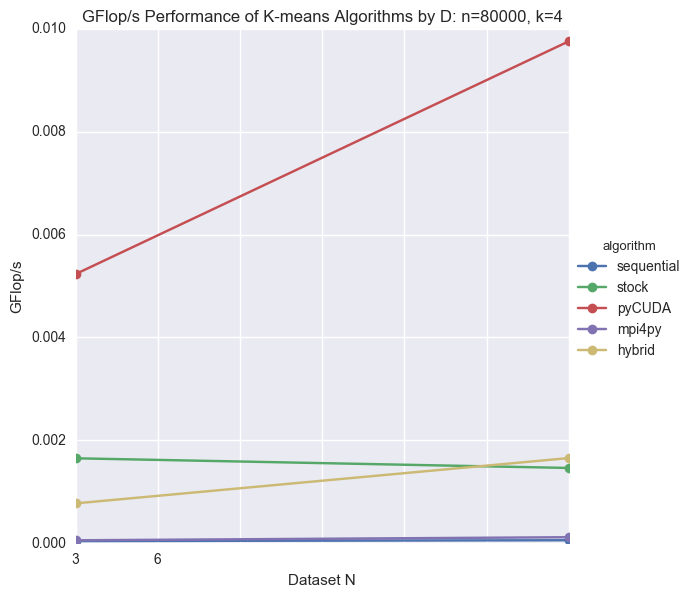 GFlop/s Performance of K-means Algorithms by D: n=80000, k=4
0.010
0.008
0.006
0.004
0.002
0.000
GFlop/s
3
6
Dataset N
algorithm
sequential
stock
pyCUDA
mpi4py
hybrid